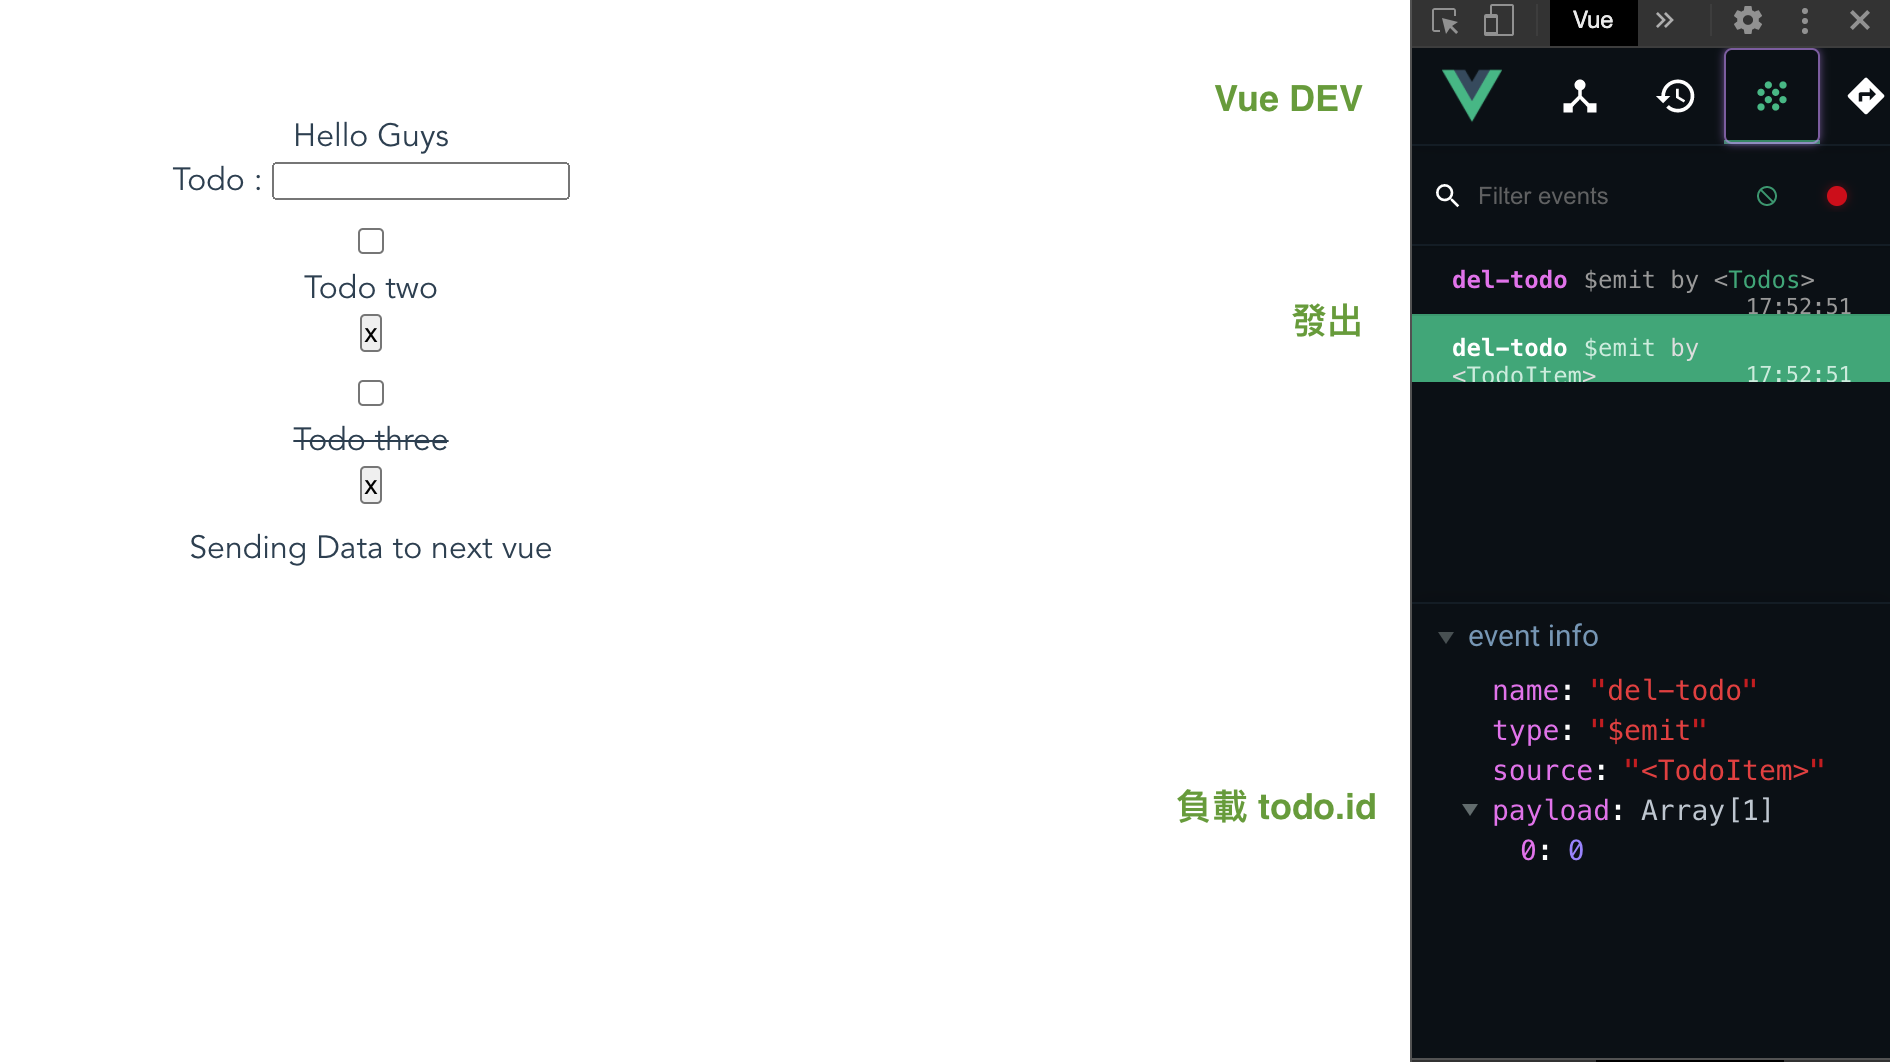 Hello Guys
Todo :
Todo two
x
Todo three
x
Sending Data to next vue
Vue DEV
發出
負載 todo.id
Vue
Filter events
del-todo $emit by <Todos>
17:52:51
del-todo $emit by
<TodoItem> 17:52:51
event info
name: "del-todo"
type: "$emit"
source: "<TodoItem>"
payload: Array[1]
0: 0